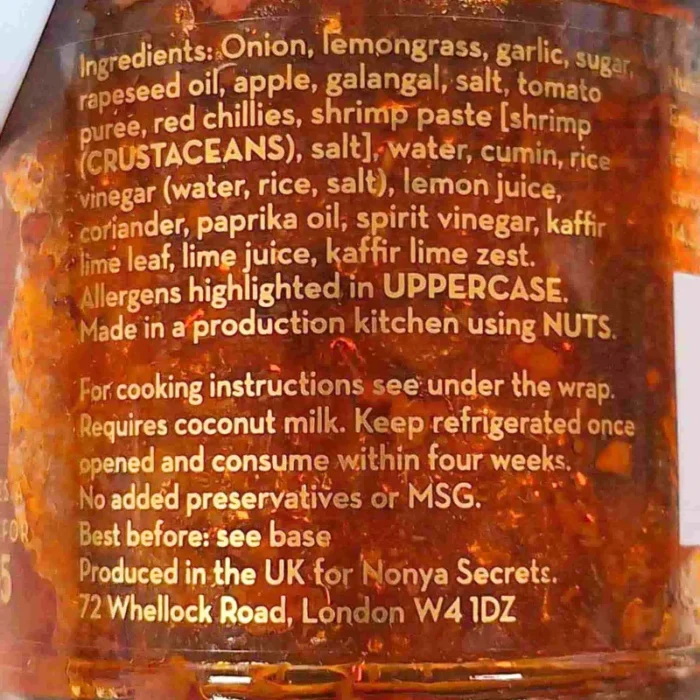 Ingredients: Onion, lemongrass, garlic, sugar,
rapeseed oil, apple, galangal, salt, tomato
puree, red chillies, shrimp paste [shrimp
(CRUSTACEANS), salt], water, cumin, rice
vinegar (water, rice, salt), lemon juice,
coriander, paprika oil, spirit vinegar, kaffir
lime leaf, lime juice, kaffir lime zest.
Allergens highlighted in UPPERCASE.
Made in a production kitchen using NUTS.
For cooking instructions see under the wrap.
Requires coconut milk. Keep refrigerated once
opened and consume within four weeks.
No added preservatives or MSG.
Best before: see base
Produced in the UK for Nonya Secrets.
72 Whellock Road, London W4 1DZ
FOR
5